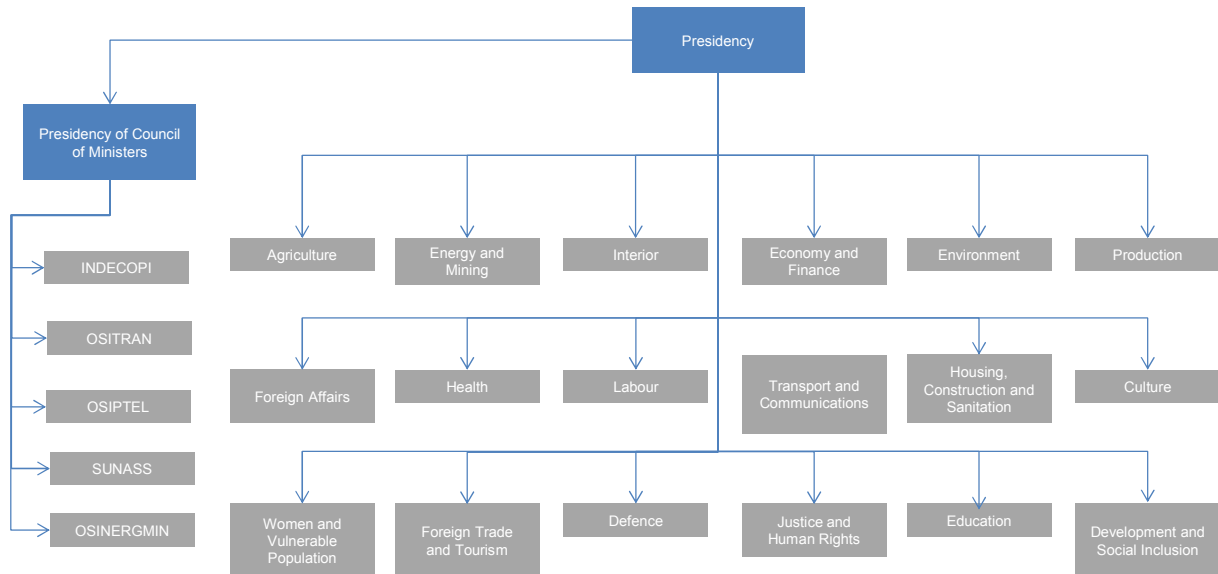 Presidency
Presidency of Council
of Ministers
INDECOPI
OSITRAN
OSIPTEL
SUNASS
OSINERGMIN
Agriculture
Energy and
Mining
Interior
Economy and
Finance
Environment
Production
Foreign Affairs
Health
Labour
Transport and
Communications
Housing,
Construction and
Sanitation
Culture
Women and
Vulnerable
Population
Foreign Trade
and Tourism
Defence
Justice and
Human Rights
Education
Development and
Social Inclusion